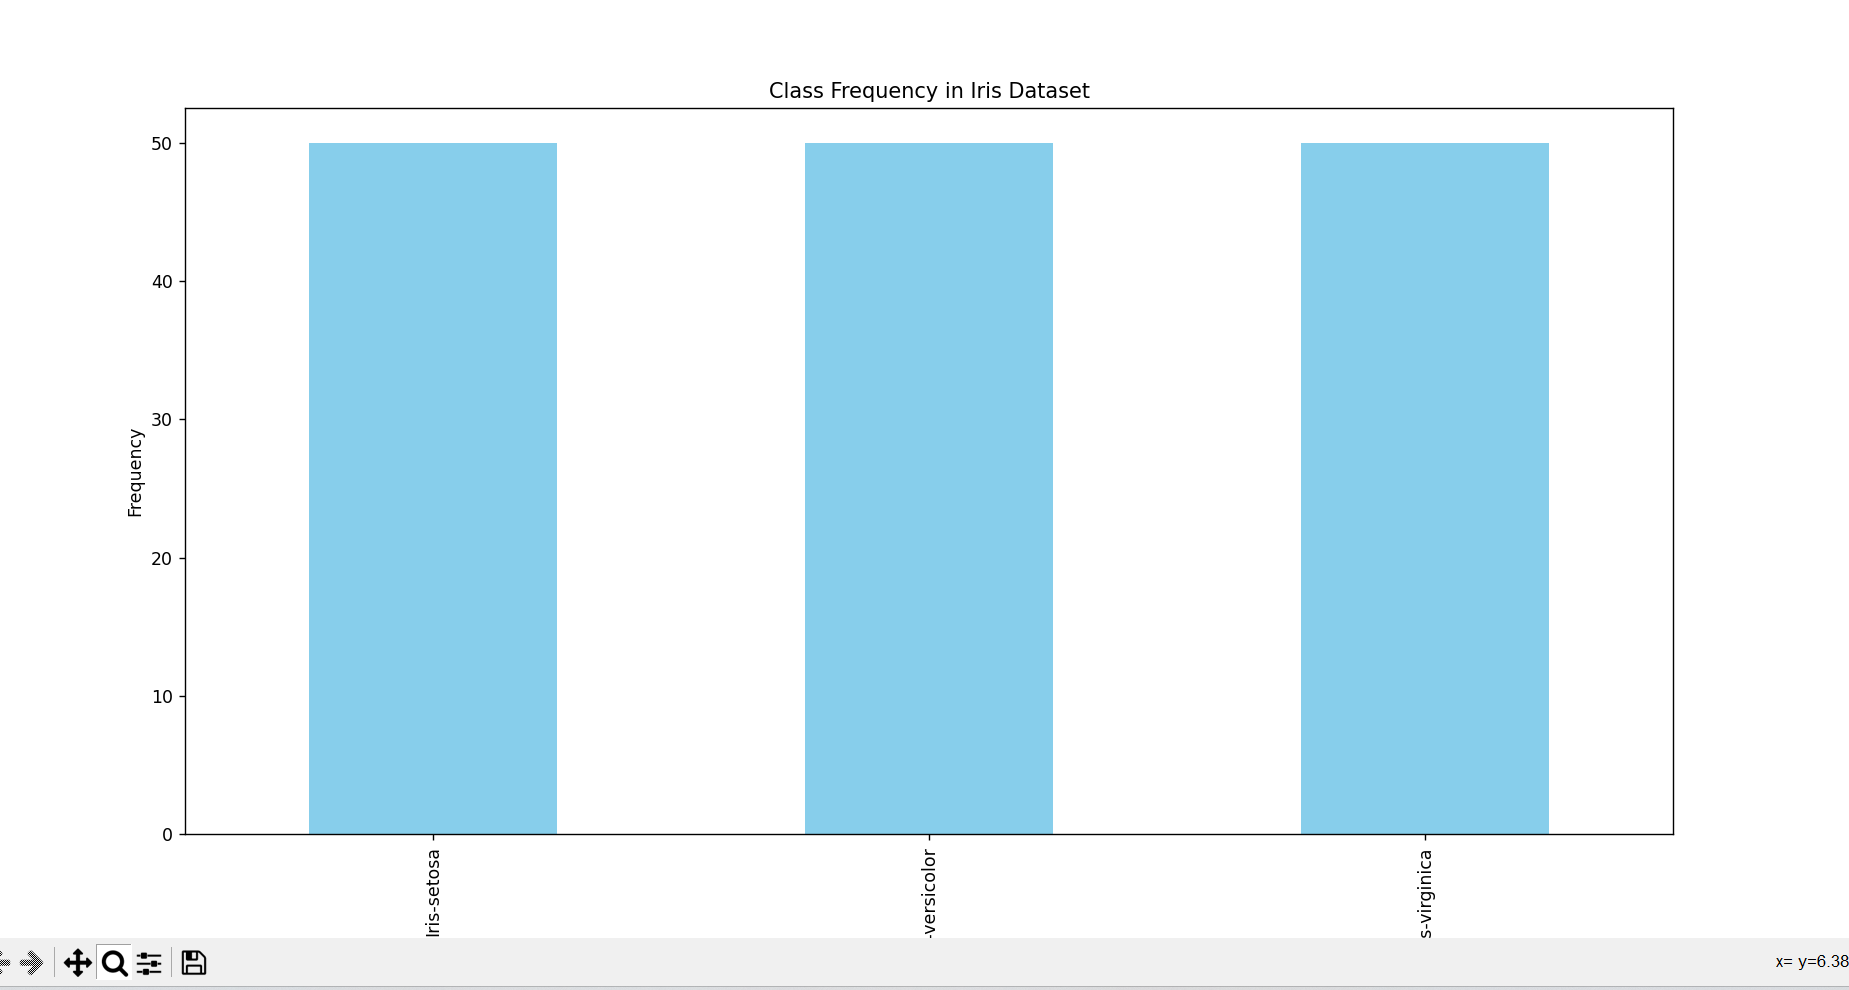 Class Frequency in Iris Dataset
50
40
30
20
10
0
Frequency
Iris-setosa
-versicolor
s-virginica
x= y=6.38